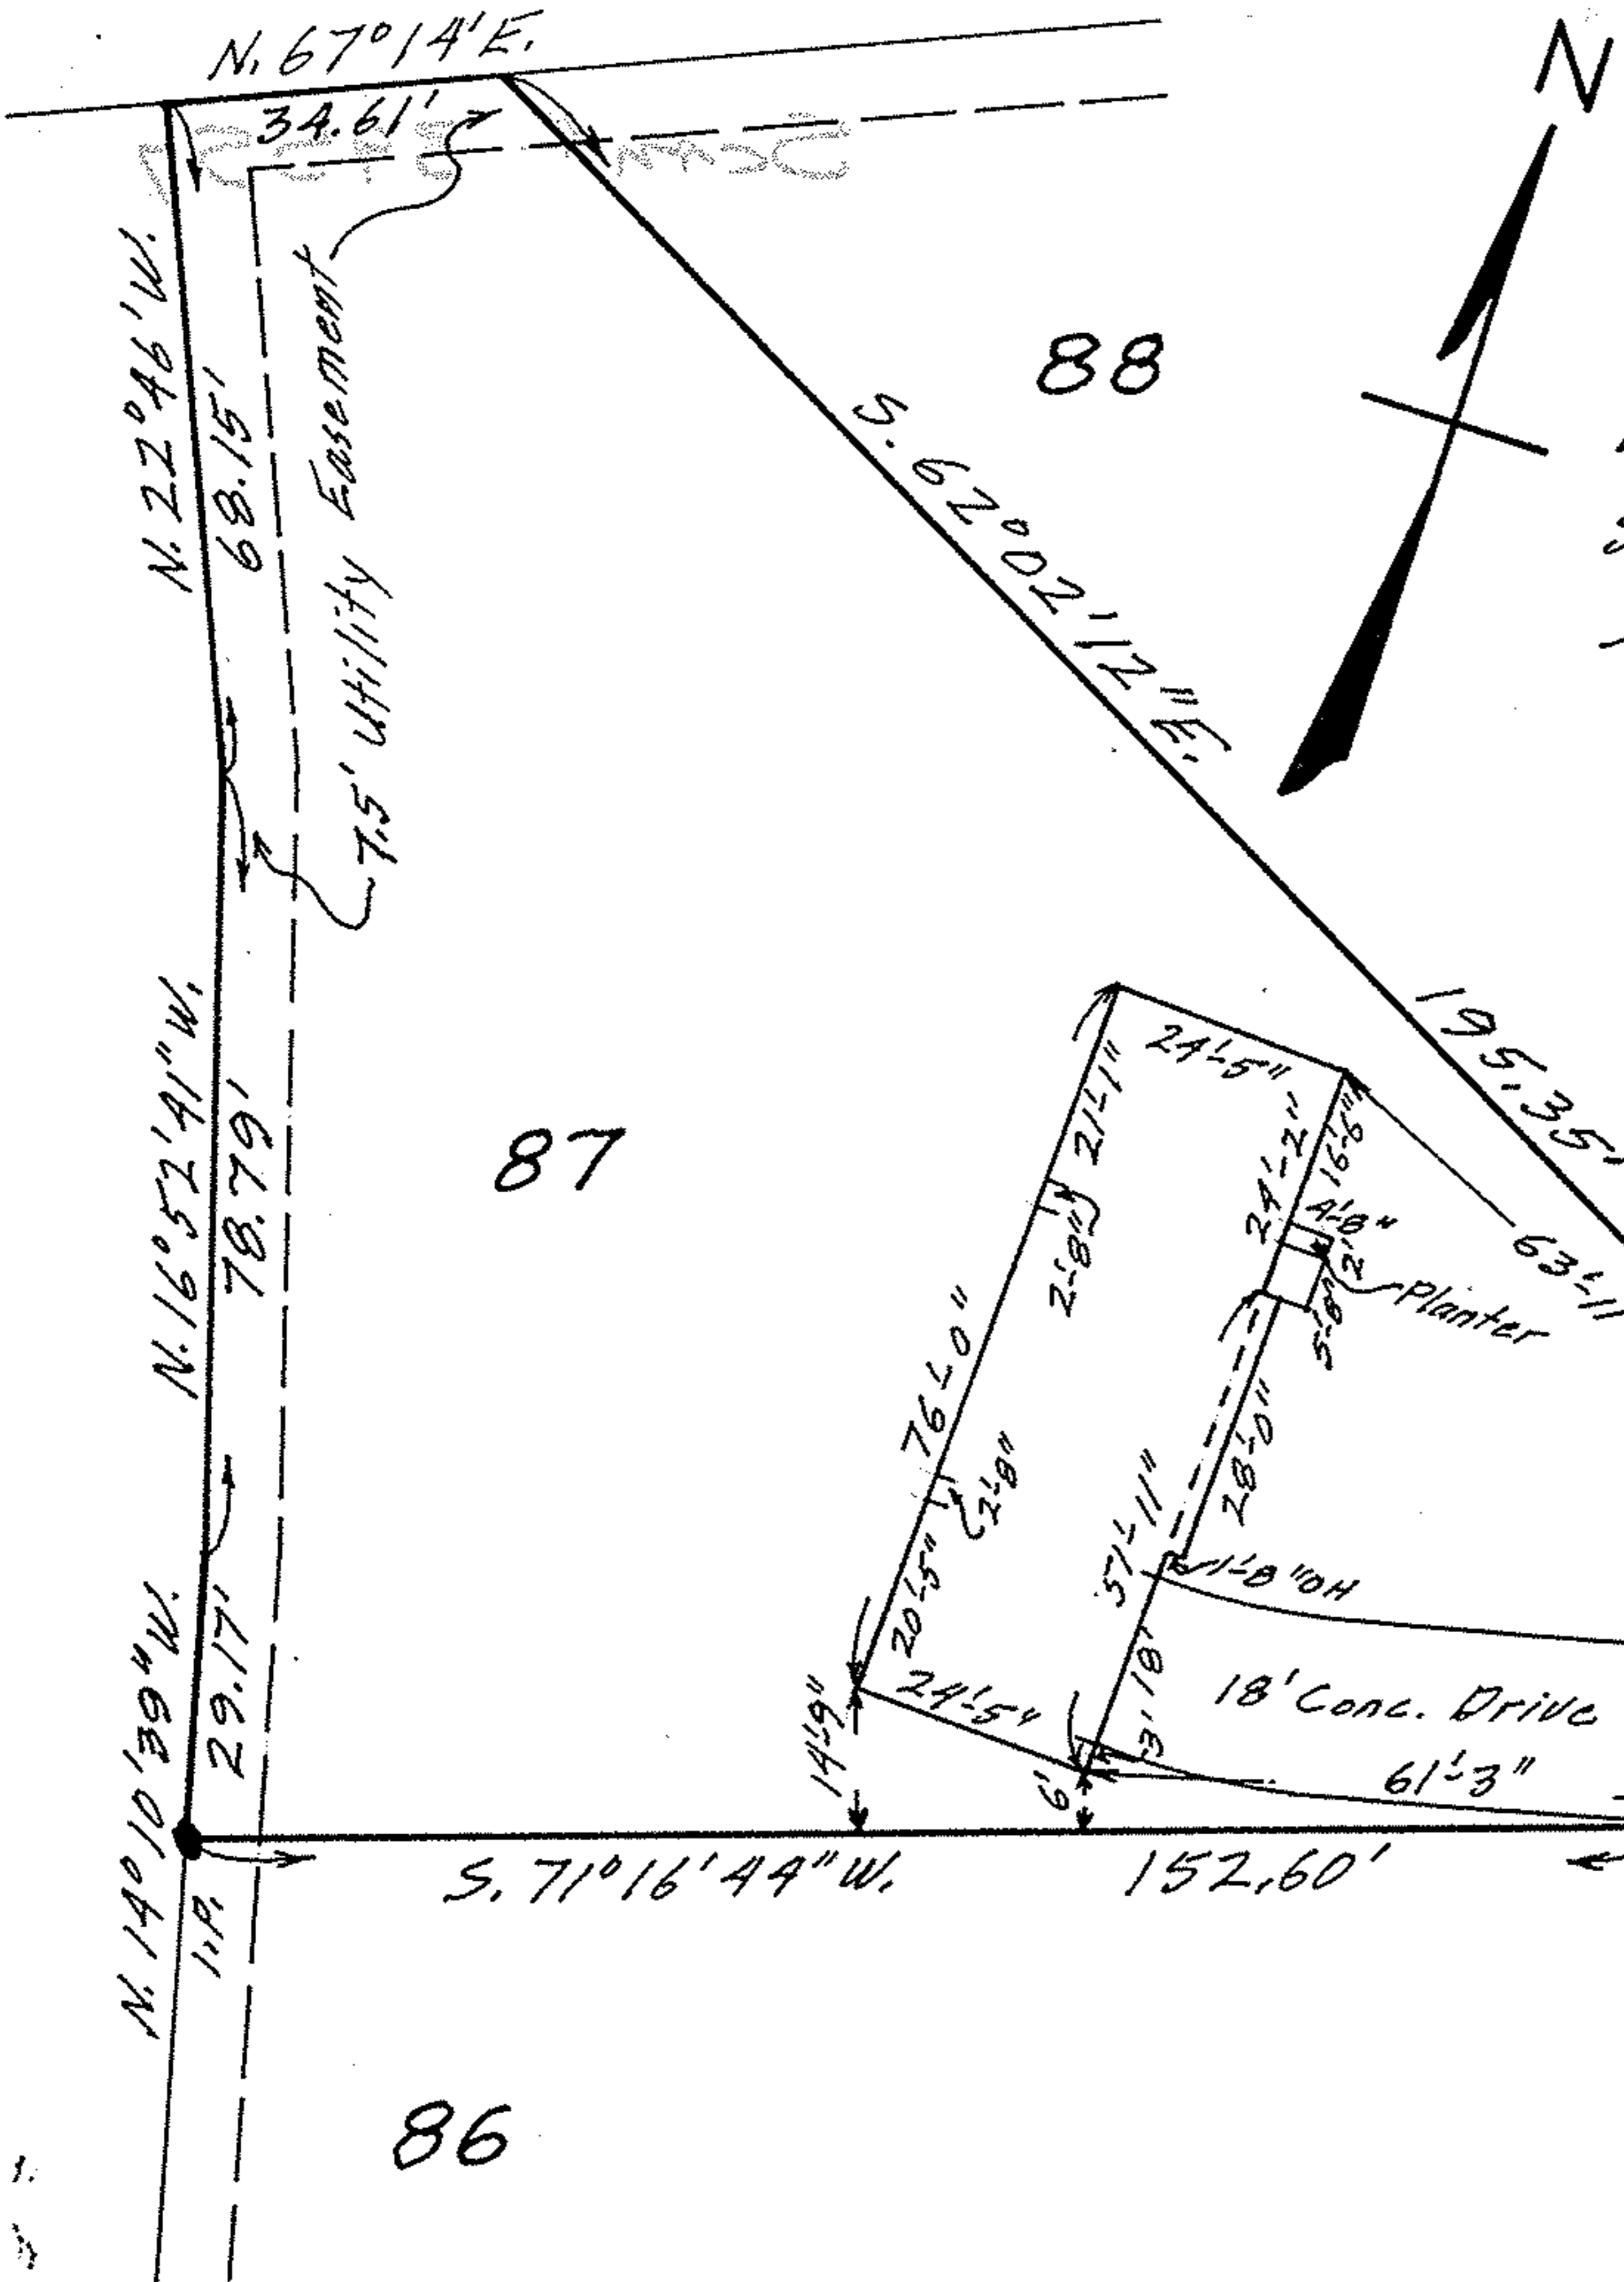 N. 67°14'E.
34.61'
N
N. 22°46'W.
68.15'
7.5' Utility Easement
88
S. 62°02'21"E.
195.35'
N. 16°52'41"W.
78.79'
87
24'-5"
21'-1"
2'-8"
24'-2"
16'-6"
4'-8"
2'
5'-8"
Planter
63'-11
76'-0"
2'-8"
28'-0"
51'-11"
20'-5"
1'-8"OH
18'
18' Conc. Drive
24'-5"
14'-9"
3'
6'
61'-3"
N. 14°10'39"W.
29.17'
I.P.
S. 71°16'44"W.
152.60'
86